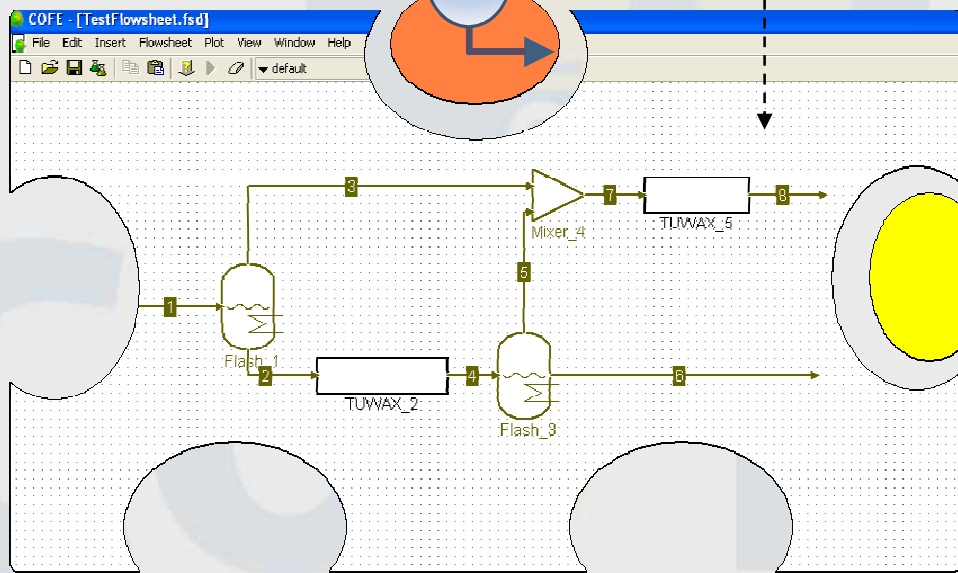 COFE - [TestFlowsheet.fsd]
File Edit Insert Flowsheet Plot View Window Help
default
3
7
8
TUWAX_5
Mixer_4
5
1
Flash_1
2
4
6
TUWAX_2
Flash_3